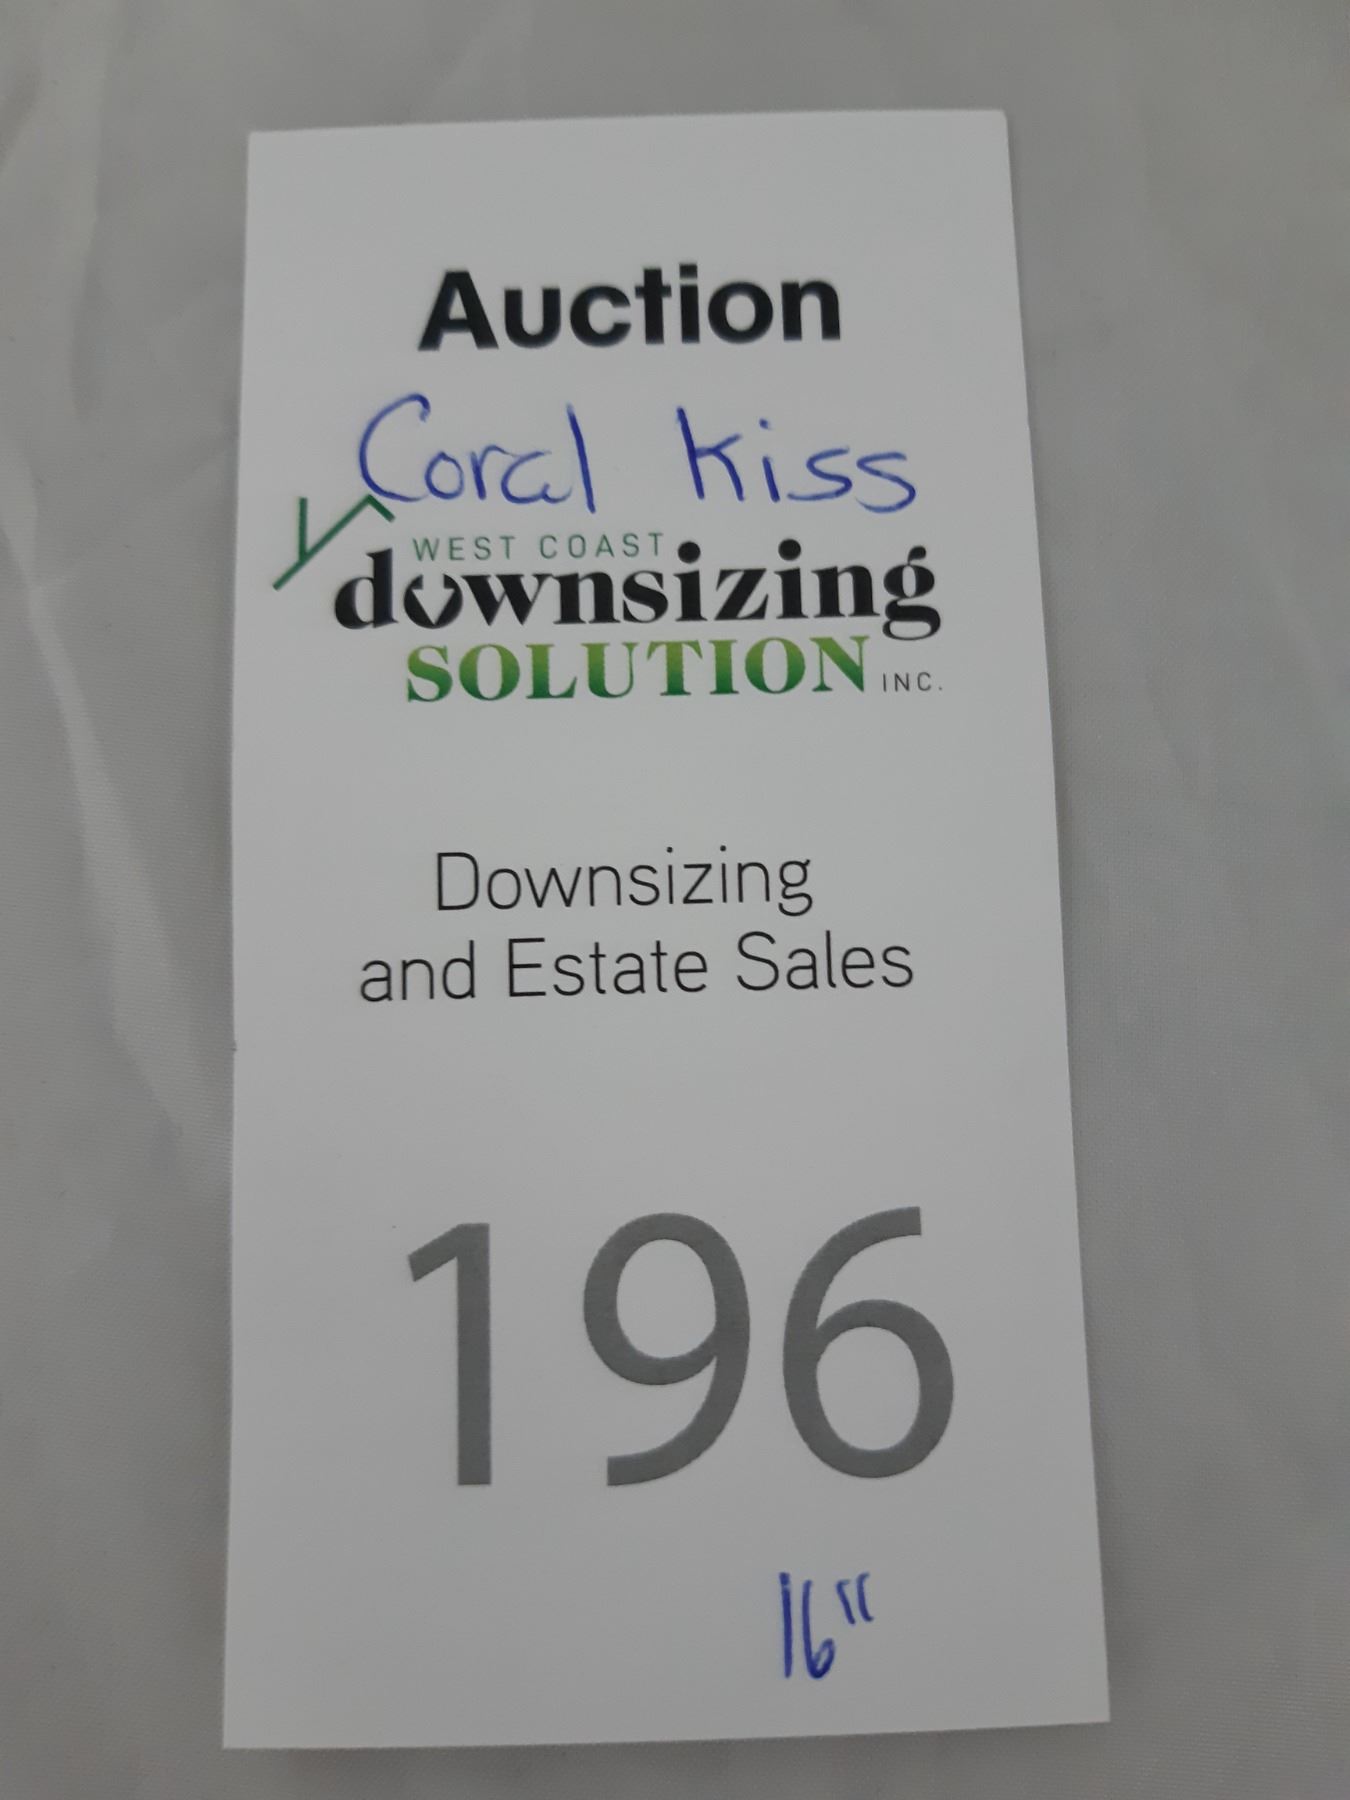 Auction
Coral Kiss
WEST COAST
downsizing
SOLUTION INC.
Downsizing
and Estate Sales
196
16"